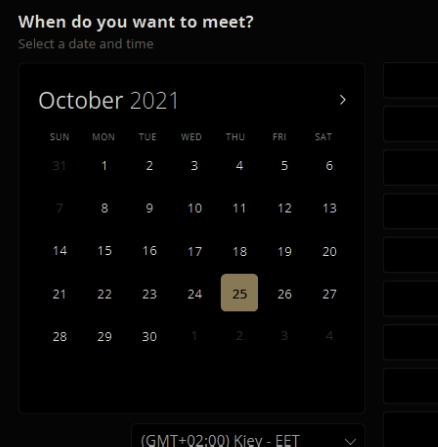 When do you want to meet?
Select a date and time
October 2021
SUN MON TUE WED THU FRI SAT
31 1 2 3 4 5 6
7 8 9 10 11 12 13
14 15 16 17 18 19 20
21 22 23 24 25 26 27
28 29 30 1 2 3 4
(GMT+02:00) Kiev - EET